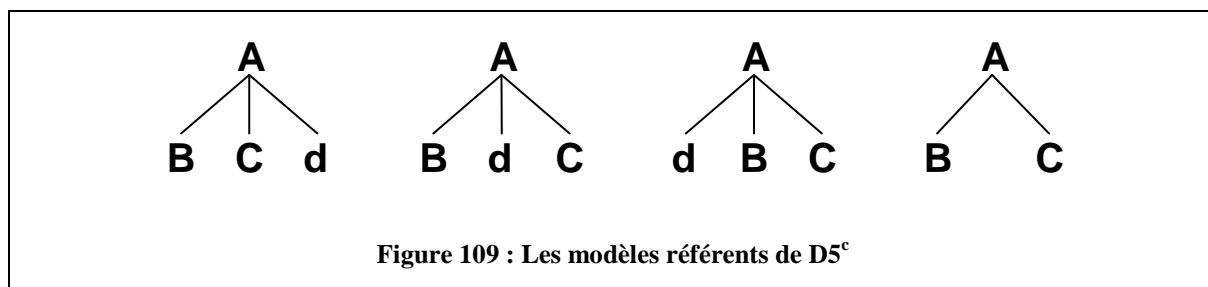 A A A A
B C d B d C d B C B C
Figure 109 : Les modèles référents de D5ᶜ